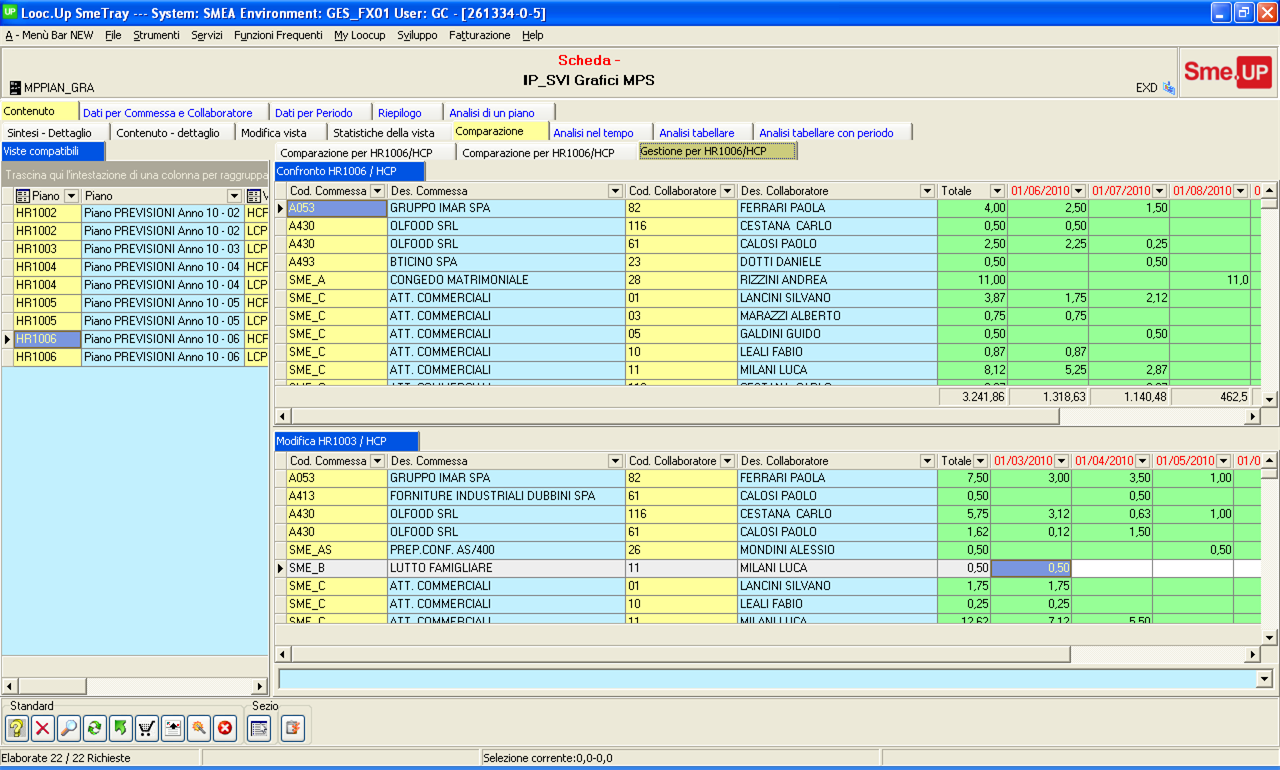 UP Looc.Up SmeTray --- System: SMEA Environment: GES_FX01 User: GC - [261334-0-5]
A - Menù Bar NEW File Strumenti Servizi Funzioni Frequenti My Loocup Sviluppo Fatturazione Help
Scheda -
IP_SVI Grafici MPS
MPPIAN_GRA
EXD
Sme.UP
Contenuto Dati per Commessa e Collaboratore Dati per Periodo Riepilogo Analisi di un piano
Sintesi - Dettaglio Contenuto - dettaglio Modifica vista Statistiche della vista Comparazione Analisi nel tempo Analisi tabellare Analisi tabellare con periodo
Viste compatibili
Comparazione per HR1006/HCP Comparazione per HR1006/HCP Gestione per HR1006/HCP
Trascina qui l'intestazione di una colonna per raggruppa
Piano Piano V
HR1002 Piano PREVISIONI Anno 10 - 02 HCP
HR1002 Piano PREVISIONI Anno 10 - 02 LCP
HR1003 Piano PREVISIONI Anno 10 - 03 LCP
HR1004 Piano PREVISIONI Anno 10 - 04 HCP
HR1004 Piano PREVISIONI Anno 10 - 04 LCP
HR1005 Piano PREVISIONI Anno 10 - 05 HCP
HR1005 Piano PREVISIONI Anno 10 - 05 LCP
HR1006 Piano PREVISIONI Anno 10 - 06 HCP
HR1006 Piano PREVISIONI Anno 10 - 06 LCP
Confronto HR1006 / HCP
Cod. Commessa Des. Commessa Cod. Collaboratore Des. Collaboratore Totale 01/06/2010 01/07/2010 01/08/2010 0
A053 GRUPPO IMAR SPA 82 FERRARI PAOLA 4,00 2,50 1,50
A430 OLFOOD SRL 116 CESTANA CARLO 0,50 0,50
A430 OLFOOD SRL 61 CALOSI PAOLO 2,50 2,25 0,25
A493 BTICINO SPA 23 DOTTI DANIELE 0,50 0,50
SME_A CONGEDO MATRIMONIALE 28 RIZZINI ANDREA 11,00 11,0
SME_C ATT. COMMERCIALI 01 LANCINI SILVANO 3,87 1,75 2,12
SME_C ATT. COMMERCIALI 03 MARAZZI ALBERTO 0,75 0,75
SME_C ATT. COMMERCIALI 05 GALDINI GUIDO 0,50 0,50
SME_C ATT. COMMERCIALI 10 LEALI FABIO 0,87 0,87
SME_C ATT. COMMERCIALI 11 MILANI LUCA 8,12 5,25 2,87
SME_C ATT. COMMERCIALI CESTANA CARLO
3.241,86 1.318,63 1.140,48 462,5
Modifica HR1003 / HCP
Cod. Commessa Des. Commessa Cod. Collaboratore Des. Collaboratore Totale 01/03/2010 01/04/2010 01/05/2010 01/0
A053 GRUPPO IMAR SPA 82 FERRARI PAOLA 7,50 3,00 3,50 1,00
A413 FORNITURE INDUSTRIALI DUBBINI SPA 61 CALOSI PAOLO 0,50 0,50
A430 OLFOOD SRL 116 CESTANA CARLO 5,75 3,12 0,63 1,00
A430 OLFOOD SRL 61 CALOSI PAOLO 1,62 0,12 1,50
SME_AS PREP.CONF. AS/400 26 MONDINI ALESSIO 0,50 0,50
SME_B LUTTO FAMIGLIARE 11 MILANI LUCA 0,50 0,50
SME_C ATT. COMMERCIALI 01 LANCINI SILVANO 1,75 1,75
SME_C ATT. COMMERCIALI 10 LEALI FABIO 0,25 0,25
SME_C ATT. COMMERCIALI 11 MILANI LUCA 12,62 7,12 5,50
Standard Sezio
Elaborate 22 / 22 Richieste Selezione corrente:0,0-0,0